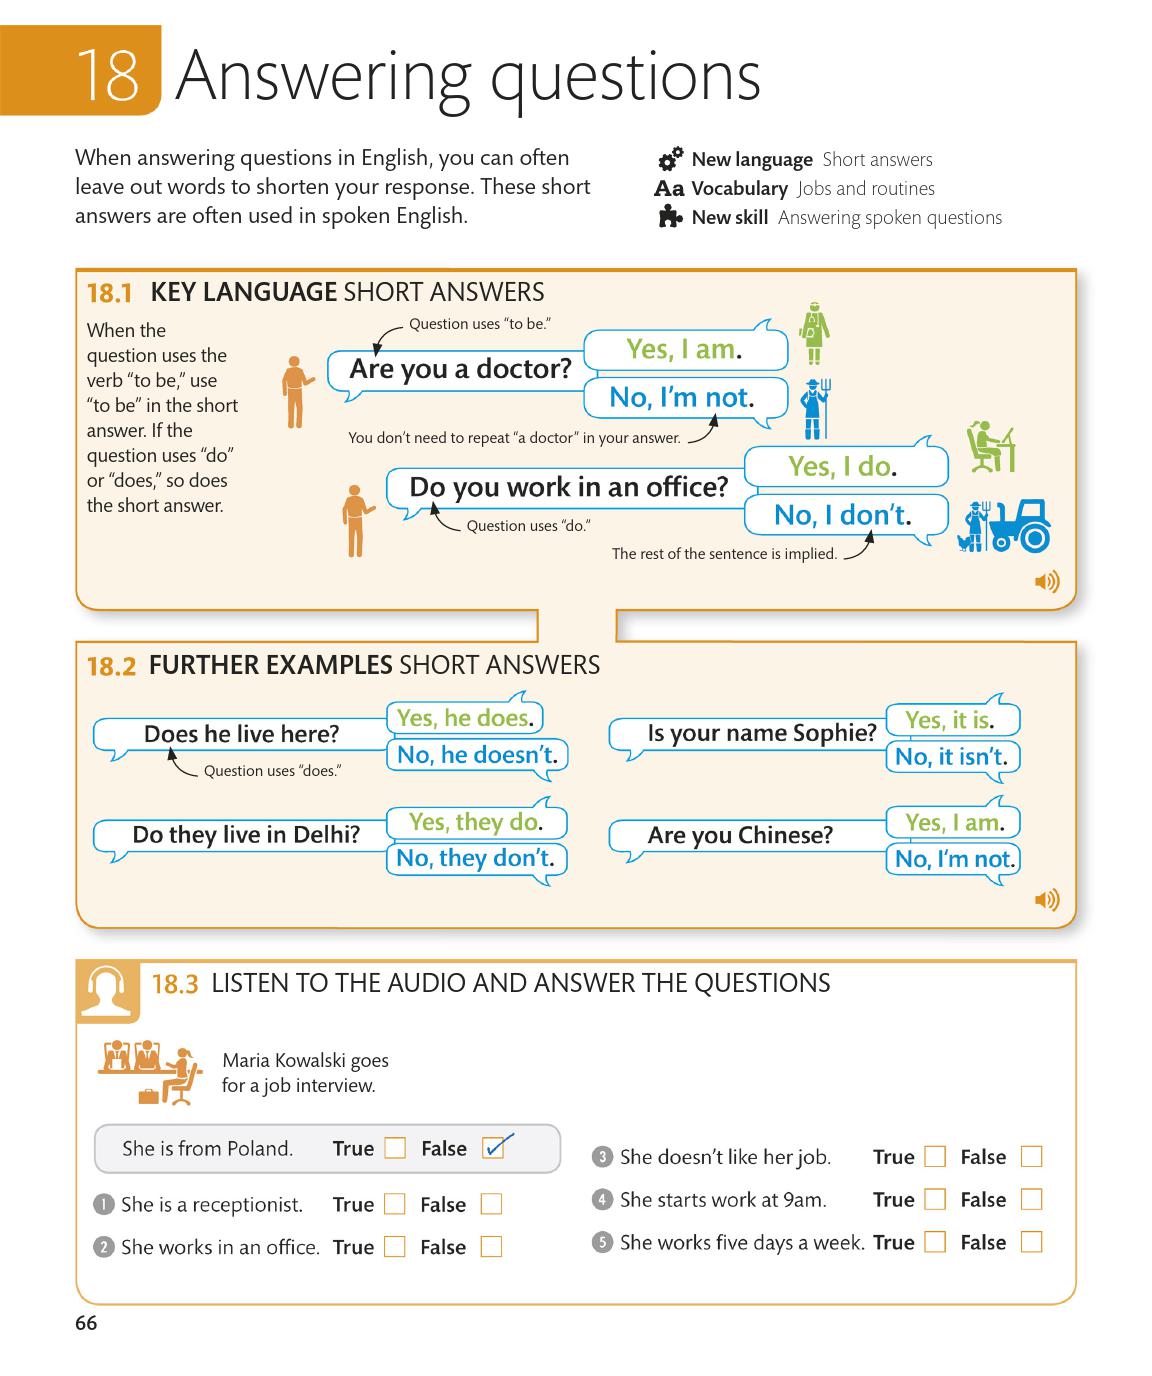 18 Answering questions
When answering questions in English, you can often
leave out words to shorten your response. These short
answers are often used in spoken English.
New language Short answers
Aa Vocabulary Jobs and routines
New skill Answering spoken questions
18.1 KEY LANGUAGE SHORT ANSWERS
When the
question uses the
verb “to be,” use
“to be” in the short
answer. If the
question uses “do”
or “does,” so does
the short answer.
Question uses “to be.”
Are you a doctor?
Yes, I am.
No, I’m not.
You don’t need to repeat “a doctor” in your answer.
Do you work in an office?
Yes, I do.
No, I don’t.
Question uses “do.”
The rest of the sentence is implied.
18.2 FURTHER EXAMPLES SHORT ANSWERS
Does he live here?
Yes, he does.
No, he doesn’t.
Question uses “does.”
Is your name Sophie?
Yes, it is.
No, it isn’t.
Do they live in Delhi?
Yes, they do.
No, they don’t.
Are you Chinese?
Yes, I am.
No, I’m not.
18.3 LISTEN TO THE AUDIO AND ANSWER THE QUESTIONS
Maria Kowalski goes
for a job interview.
She is from Poland. True False
1 She is a receptionist. True False
2 She works in an office. True False
3 She doesn’t like her job. True False
4 She starts work at 9am. True False
5 She works five days a week. True False
66